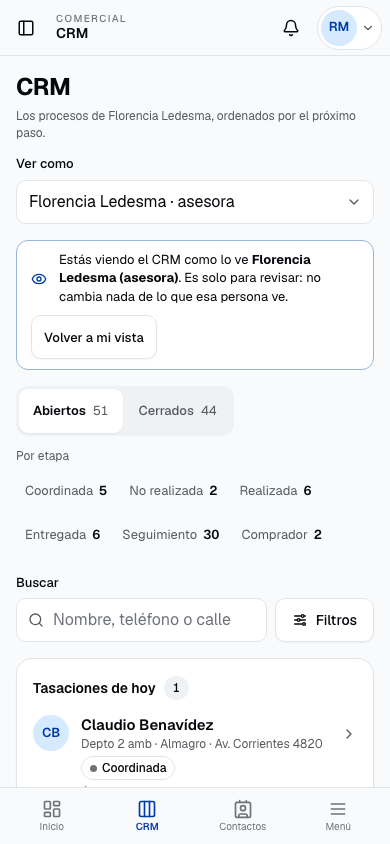 COMERCIAL
CRM
RM
CRM
Los procesos de Florencia Ledesma, ordenados por el próximo
paso.
Ver como
Florencia Ledesma · asesora
Estás viendo el CRM como lo ve Florencia
Ledesma (asesora). Es solo para revisar: no
cambia nada de lo que esa persona ve.
Volver a mi vista
Abiertos 51 Cerrados 44
Por etapa
Coordinada 5 No realizada 2 Realizada 6
Entregada 6 Seguimiento 30 Comprador 2
Buscar
Nombre, teléfono o calle Filtros
Tasaciones de hoy 1
CB Claudio Benavídez
Depto 2 amb · Almagro · Av. Corrientes 4820
Coordinada
Inicio CRM Contactos Menú